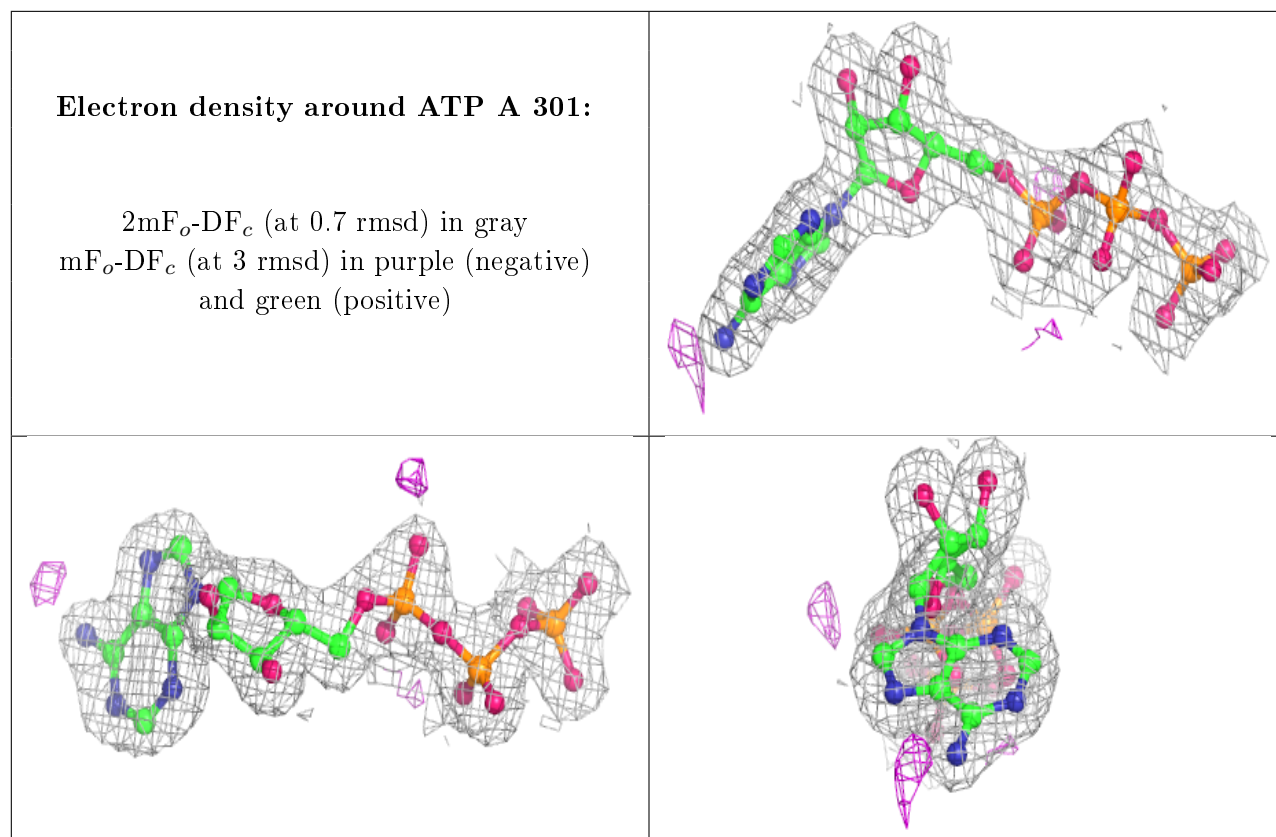 Electron density around ATP A 301:
2mFₒ-DF𝒸 (at 0.7 rmsd) in gray
mFₒ-DF𝒸 (at 3 rmsd) in purple (negative)
and green (positive)